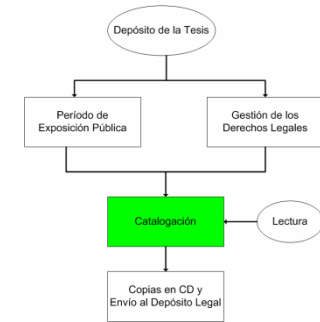 Depósito de la Tesis
Período de
Exposición Pública
Gestión de los
Derechos Legales
Catalogación
Lectura
Copias en CD y
Envío al Depósito Legal